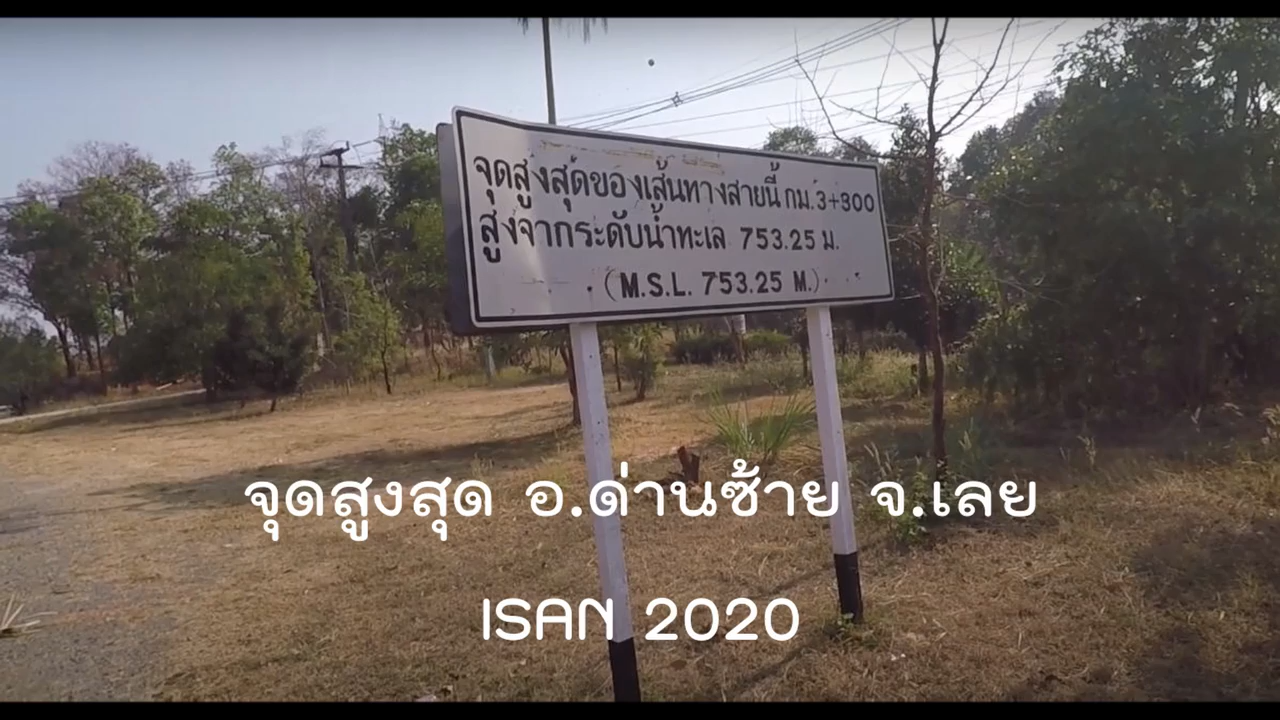 จุดสูงสุดของเส้นทางสายนี้ กม.3+300
สูงจากระดับน้ำทะเล 753.25 ม.
(M.S.L. 753.25 M.)
จุดสูงสุด อ.ด่านซ้าย จ.เลย
ISAN 2020